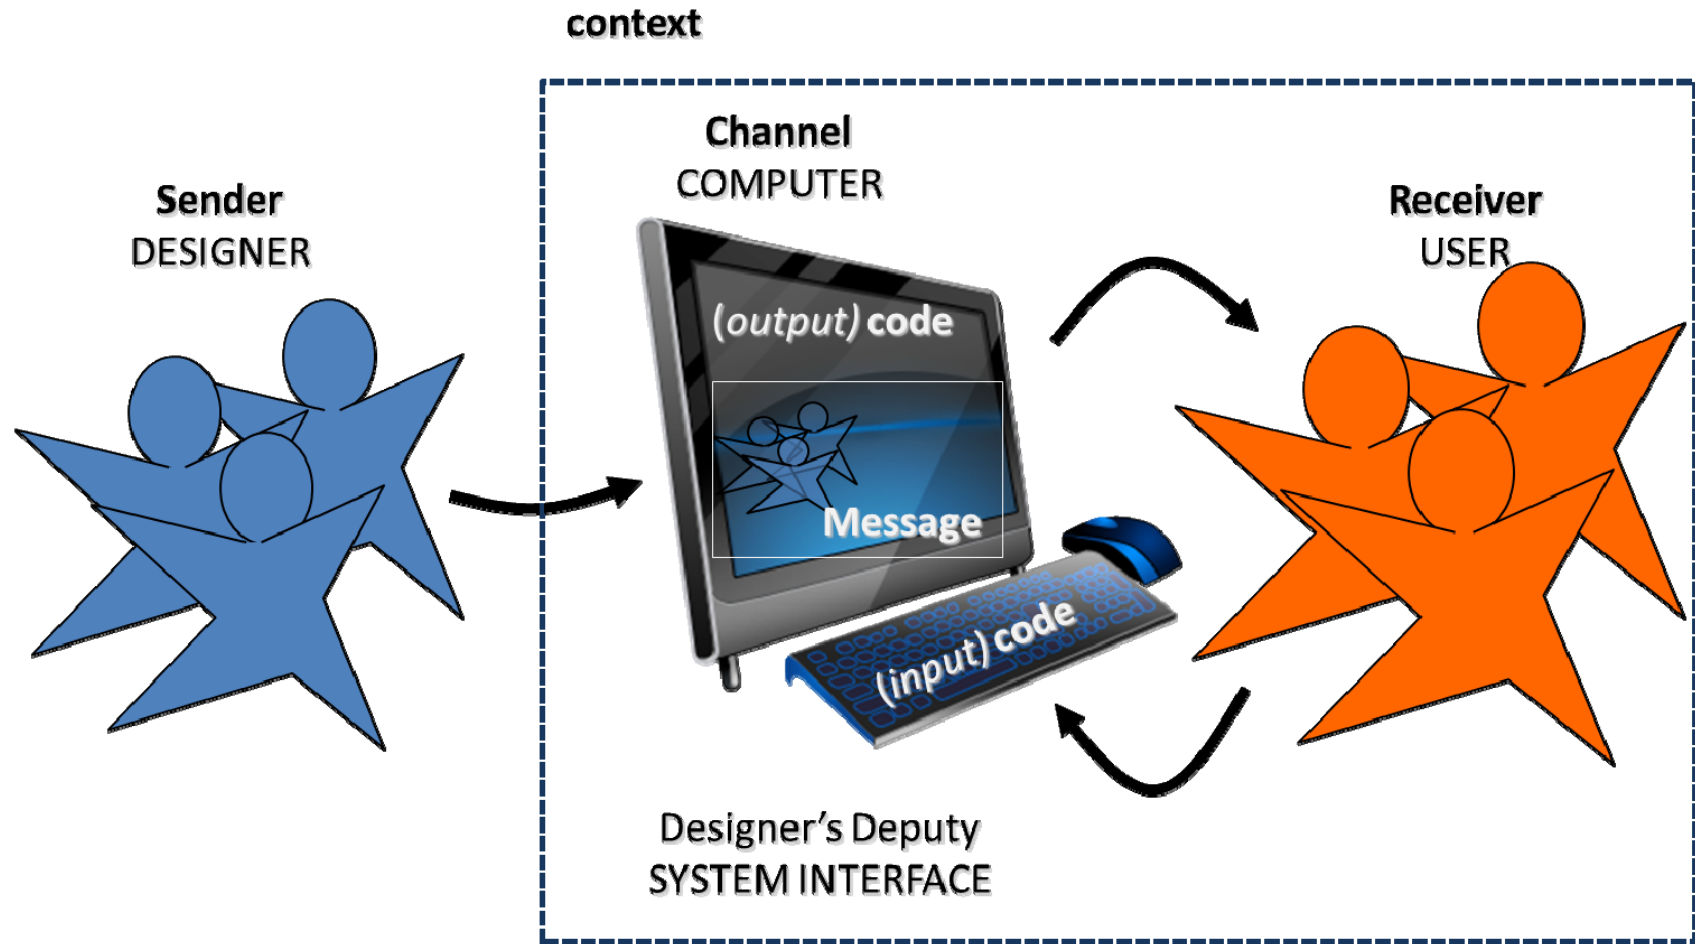 context
Sender
DESIGNER
Channel
COMPUTER
(output) code
Message
(input) code
Designer’s Deputy
SYSTEM INTERFACE
Receiver
USER